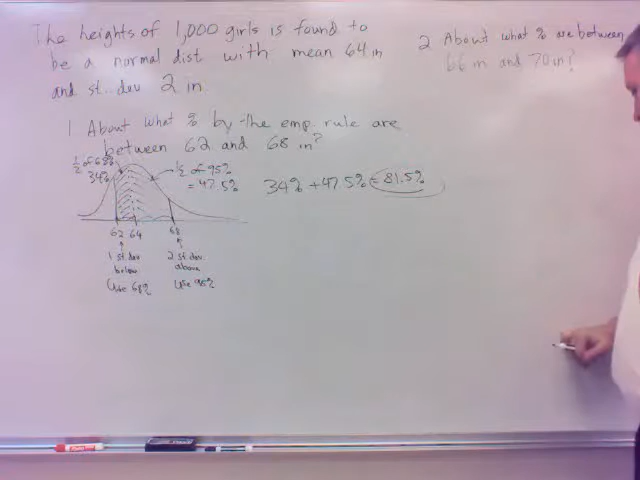 The heights of 1,000 girls is found to
be a normal dist with mean 64 in
and st. dev 2 in.
1 About what % by the emp. rule are
between 62 and 68 in?
1/2 of 68%
34%
1/2 of 95%
= 47.5%
34% + 47.5% = 81.5%
62 64 68
1 st. dev
below
Use 68%
2 st. dev
above
Use 95%
2 About what % are between
66 in and 70 in?